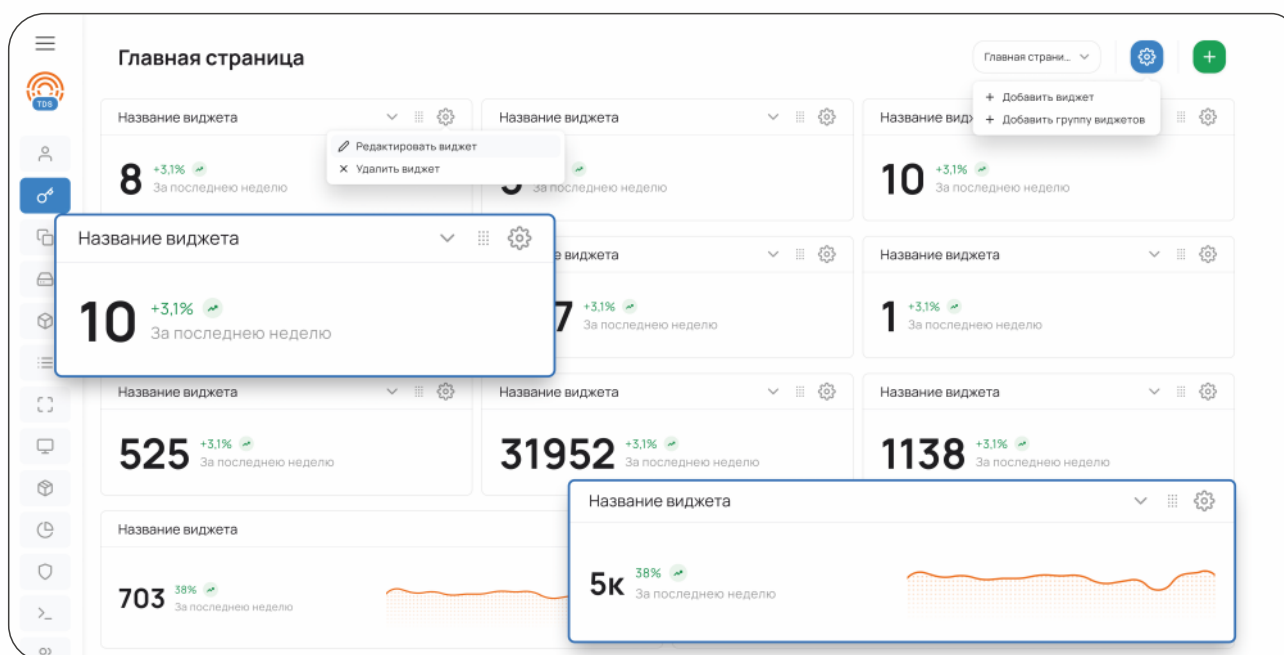 Главная страница
Главная страни...
TDS
+ Добавить виджет
+ Добавить группу виджетов
Название виджета
Название виджета
Редактировать виджет
Удалить виджет
8
+3,1%
За последнею неделю
+3,1%
За последнею неделю
10
+3,1%
За последнею неделю
Название виджета
10
+3,1%
За последнею неделю
виджета
7
+3,1%
За последнею неделю
Название виджета
1
+3,1%
За последнею неделю
Название виджета
525
+3,1%
За последнею неделю
Название виджета
31952
+3,1%
За последнею неделю
Название виджета
1138
+3,1%
За последнею неделю
Название виджета
703
38%
За последнею неделю
Название виджета
5к
38%
За последнею неделю